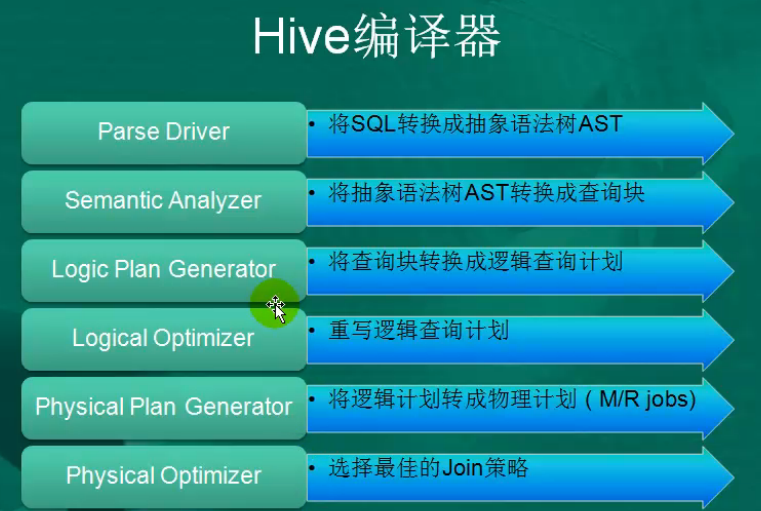 Hive编译器
Parse Driver
• 将SQL转换成抽象语法树AST
Semantic Analyzer
• 将抽象语法树AST转换成查询块
Logic Plan Generator
• 将查询块转换成逻辑查询计划
Logical Optimizer
• 重写逻辑查询计划
Physical Plan Generator
• 将逻辑计划转成物理计划（M/R jobs)
Physical Optimizer
• 选择最佳的Join策略